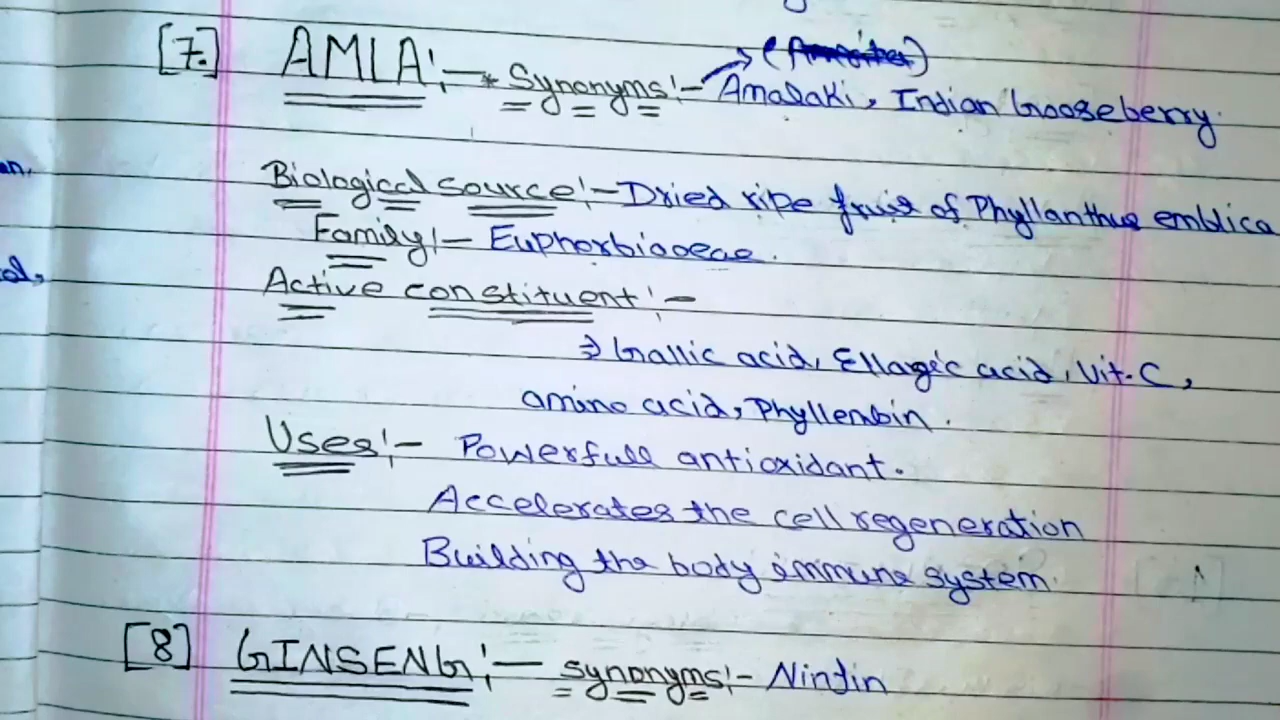 [7.] AMLA:- * Synonyms:- Amalaki, Indian Gooseberry.
an.
Biological source:- Dried ripe fruit of Phyllanthus emblica
Family:- Euphorbiaceae.
Active constituent:-
⇒ Gallic acid, Ellagic acid, Vit. C,
amino acid, Phyllembin.
Uses:- Powerfull antioxidant.
Accelerates the cell regeneration
Building the body immune system.
[8] GINSENG:- synonyms:- Ninjin